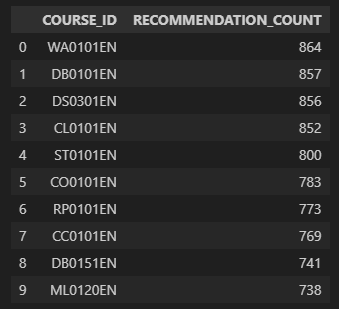 COURSE_ID RECOMMENDATION_COUNT
0 WA0101EN 864
1 DB0101EN 857
2 DS0301EN 856
3 CL0101EN 852
4 ST0101EN 800
5 CO0101EN 783
6 RP0101EN 773
7 CC0101EN 769
8 DB0151EN 741
9 ML0120EN 738